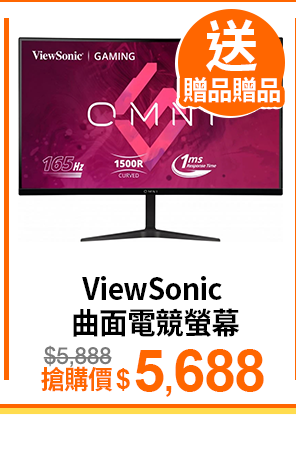 送
贈品贈品
ViewSonic | GAMING
OMNI
165Hz
1500R
CURVED
1ms
Response Time
OMNI
ViewSonic
曲面電競螢幕
$5,888
搶購價$5,688